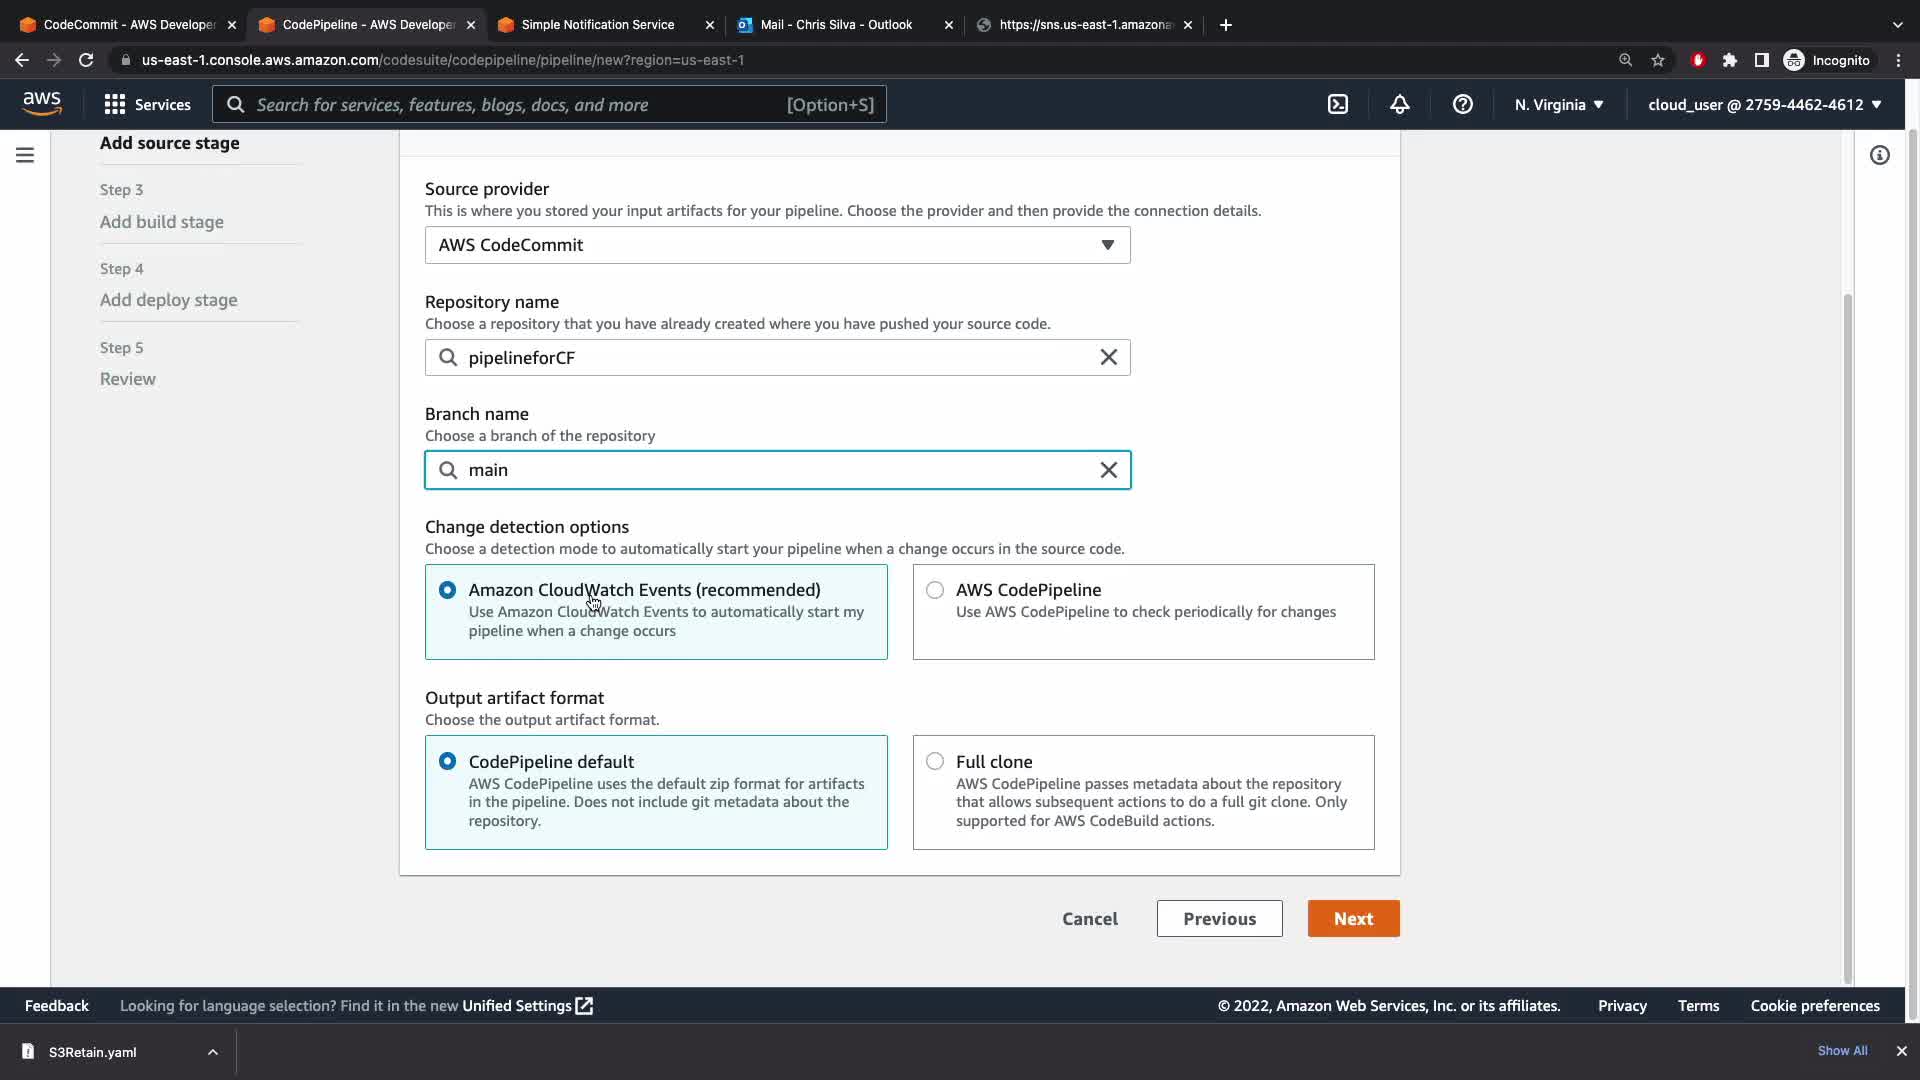 CodeCommit - AWS Developer
CodePipeline - AWS Developer
Simple Notification Service
Mail - Chris Silva - Outlook
https://sns.us-east-1.amazona
us-east-1.console.aws.amazon.com/codesuite/codepipeline/pipeline/new?region=us-east-1
Incognito
aws
Services
Search for services, features, blogs, docs, and more
[Option+S]
N. Virginia
cloud_user @ 2759-4462-4612
Add source stage
Step 3
Add build stage
Step 4
Add deploy stage
Step 5
Review
Source provider
This is where you stored your input artifacts for your pipeline. Choose the provider and then provide the connection details.
AWS CodeCommit
Repository name
Choose a repository that you have already created where you have pushed your source code.
pipelineforCF
Branch name
Choose a branch of the repository
main
Change detection options
Choose a detection mode to automatically start your pipeline when a change occurs in the source code.
Amazon CloudWatch Events (recommended)
Use Amazon CloudWatch Events to automatically start my
pipeline when a change occurs
AWS CodePipeline
Use AWS CodePipeline to check periodically for changes
Output artifact format
Choose the output artifact format.
CodePipeline default
AWS CodePipeline uses the default zip format for artifacts
in the pipeline. Does not include git metadata about the
repository.
Full clone
AWS CodePipeline passes metadata about the repository
that allows subsequent actions to do a full git clone. Only
supported for AWS CodeBuild actions.
Cancel
Previous
Next
Feedback
Looking for language selection? Find it in the new Unified Settings
© 2022, Amazon Web Services, Inc. or its affiliates.
Privacy
Terms
Cookie preferences
S3Retain.yaml
Show All